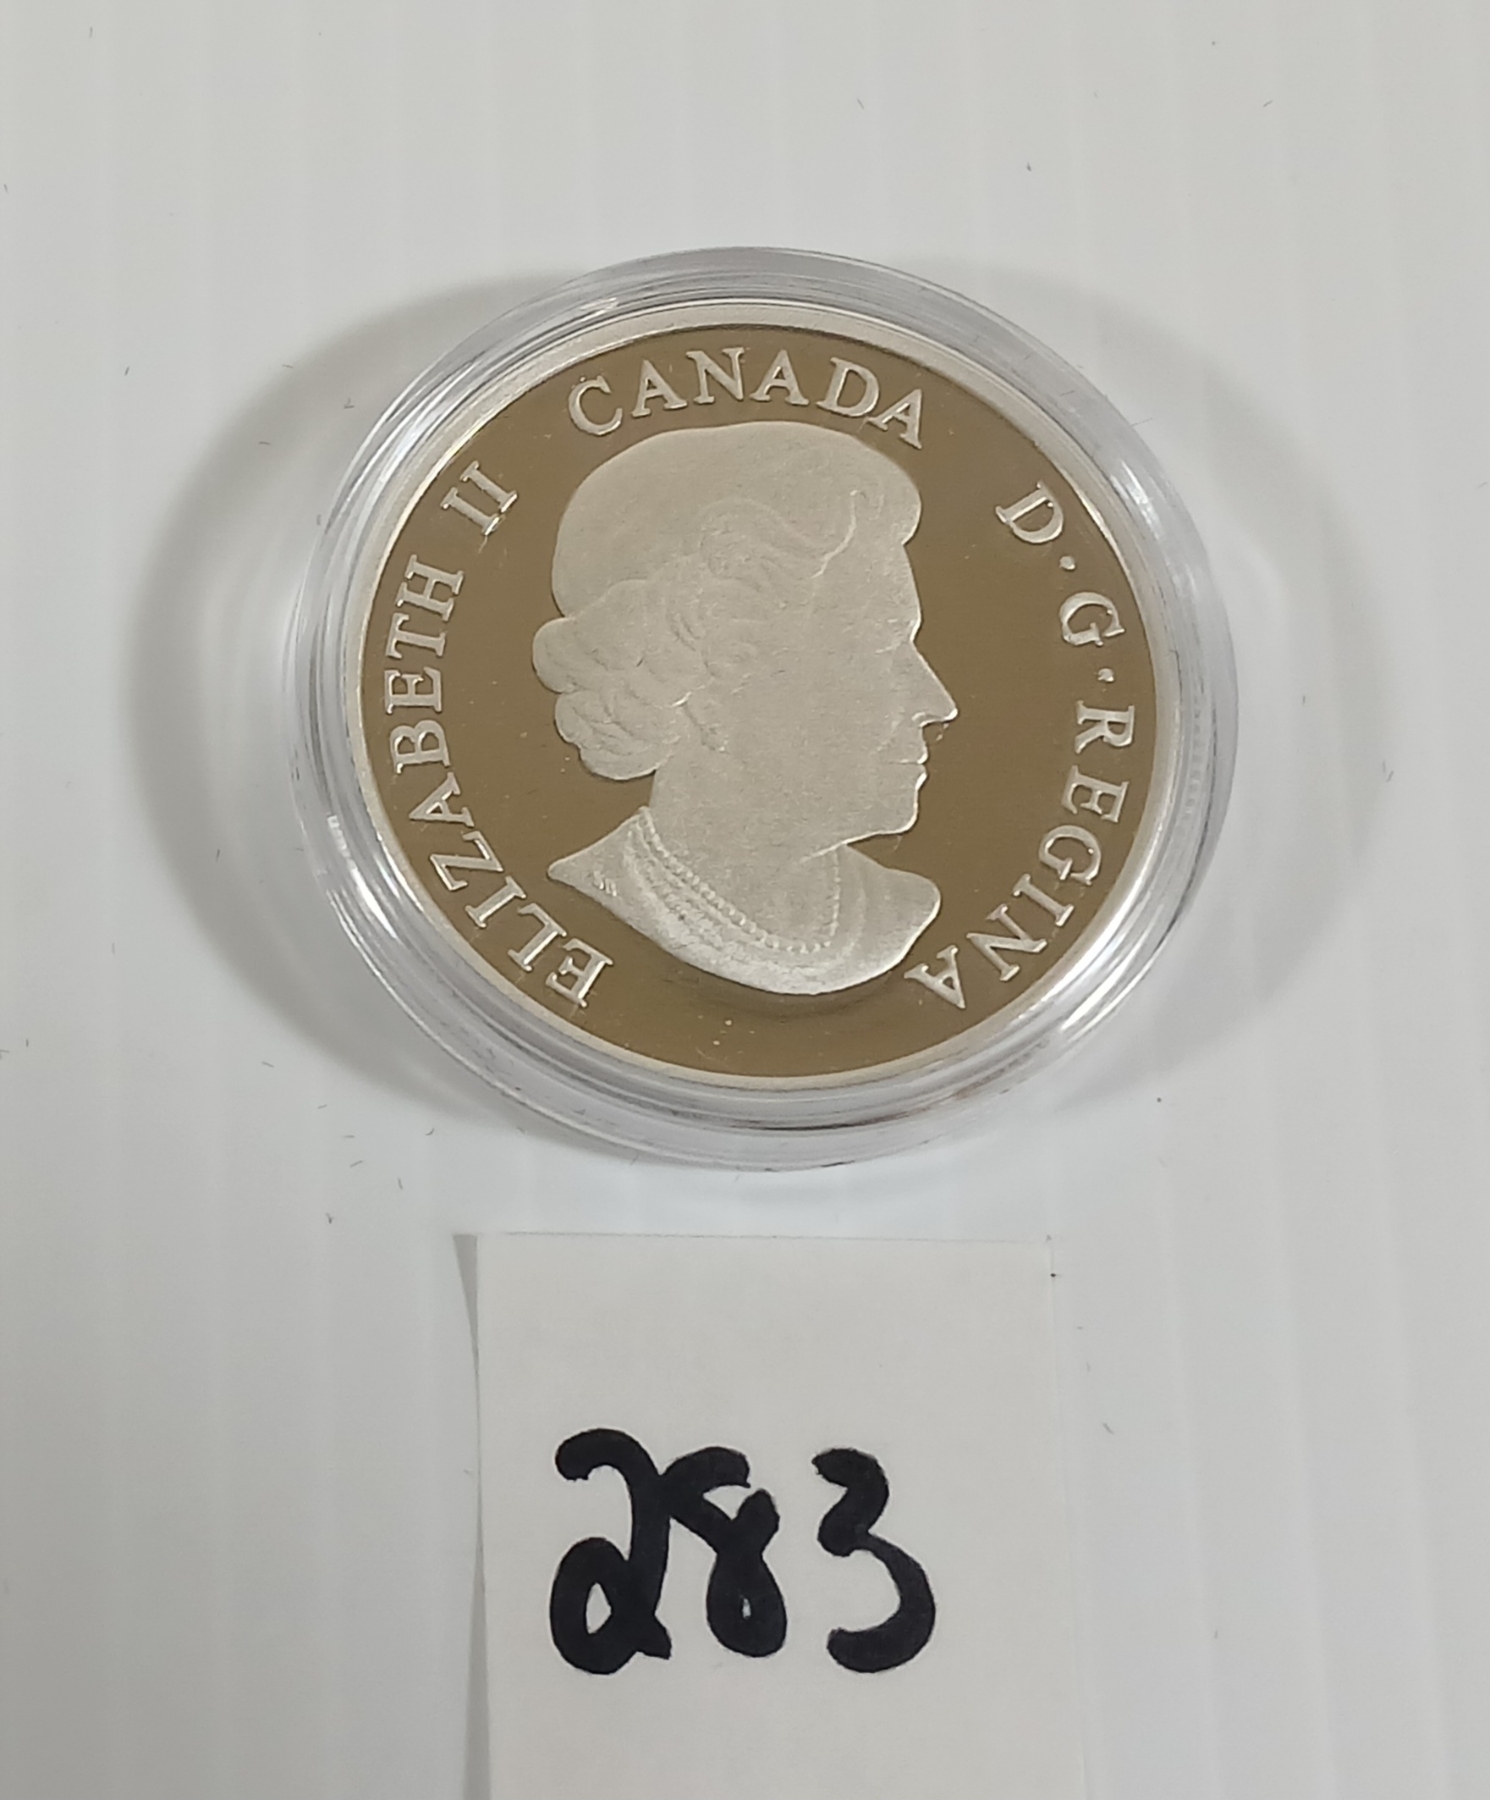 ELIZABETH II CANADA D·G·REGINA
283